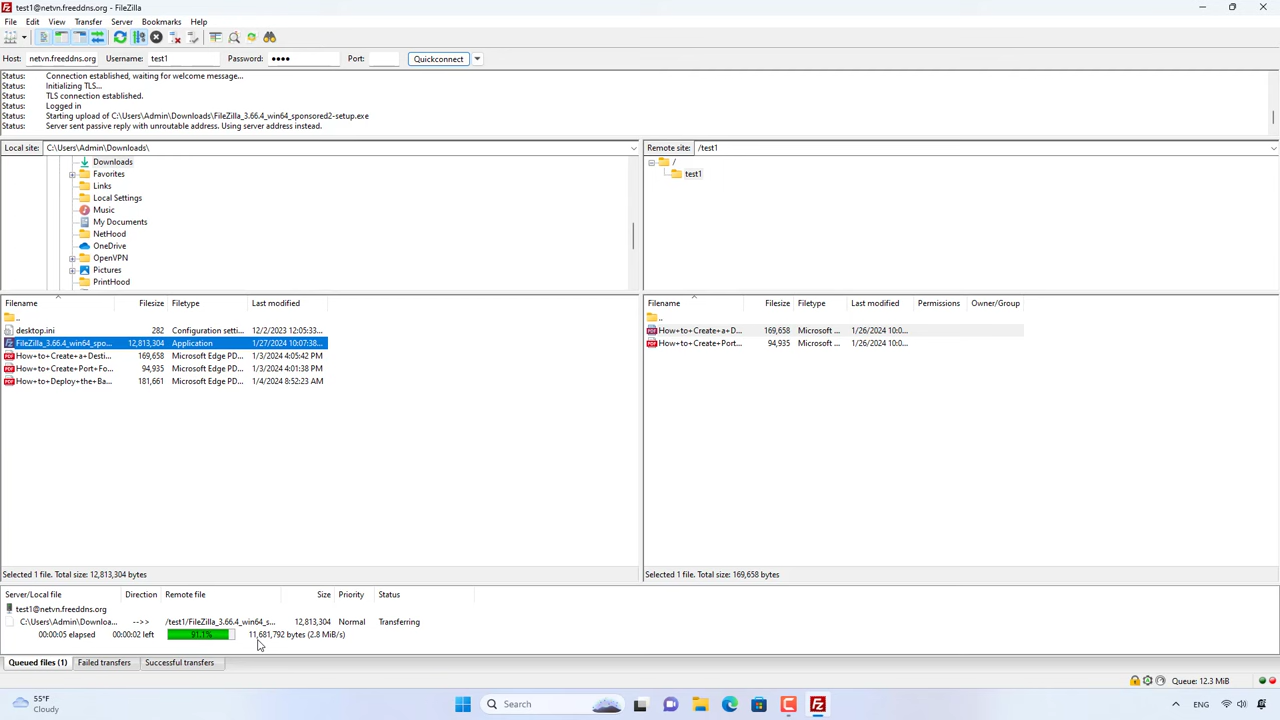 test1@netvn.freeddns.org - FileZilla
File Edit View Transfer Server Bookmarks Help
Host: netvn.freeddns.org Username: test1 Password: •••• Port: Quickconnect
Status: Connection established, waiting for welcome message...
Status: Initializing TLS...
Status: TLS connection established.
Status: Logged in
Status: Starting upload of C:\Users\Admin\Downloads\FileZilla_3.66.4_win64_sponsored2-setup.exe
Status: Server sent passive reply with unroutable address. Using server address instead.
Local site: C:\Users\Admin\Downloads\
Downloads
Favorites
Links
Local Settings
Music
My Documents
NetHood
OneDrive
OpenVPN
Pictures
PrintHood
Remote site: /test1
/
test1
Filename Filesize Filetype Last modified
..
desktop.ini 282 Configuration setti... 12/2/2023 12:05:33...
FileZilla_3.66.4_win64_spo... 12,813,304 Application 1/27/2024 10:07:38...
How+to+Create+a+Desti... 169,658 Microsoft Edge PD... 1/3/2024 4:05:42 PM
How+to+Create+Port+Fo... 94,935 Microsoft Edge PD... 1/3/2024 4:01:38 PM
How+to+Deploy+the+Ba... 181,661 Microsoft Edge PD... 1/4/2024 8:52:23 AM
Selected 1 file. Total size: 12,813,304 bytes
Filename Filesize Filetype Last modified Permissions Owner/Group
..
How+to+Create+a+D... 169,658 Microsoft ... 1/26/2024 10:0...
How+to+Create+Port... 94,935 Microsoft ... 1/26/2024 10:0...
Selected 1 file. Total size: 169,658 bytes
Server/Local file Direction Remote file Size Priority Status
test1@netvn.freeddns.org
C:\Users\Admin\Downloa... -->> /test1/FileZilla_3.66.4_win64_s... 12,813,304 Normal Transferring
00:00:05 elapsed 00:00:02 left 91.1% 11,681,792 bytes (2.8 MiB/s)
Queued files (1) Failed transfers Successful transfers
Queue: 12.3 MiB
55°F
Cloudy
Search
ENG